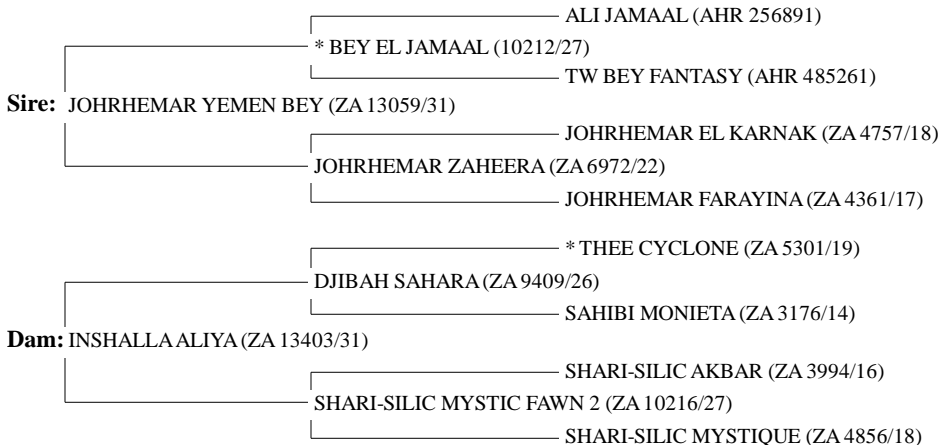 ALI JAMAAL (AHR 256891)
* BEY EL JAMAAL (10212/27)
TW BEY FANTASY (AHR 485261)
Sire: JOHRHEMAR YEMEN BEY (ZA 13059/31)
JOHRHEMAR EL KARNAK (ZA 4757/18)
JOHRHEMAR ZAHEERA (ZA 6972/22)
JOHRHEMAR FARAYINA (ZA 4361/17)
* THEE CYCLONE (ZA 5301/19)
DJIBAH SAHARA (ZA 9409/26)
SAHIBI MONIETA (ZA 3176/14)
Dam: INSHALLA ALIYA (ZA 13403/31)
SHARI-SILIC AKBAR (ZA 3994/16)
SHARI-SILIC MYSTIC FAWN 2 (ZA 10216/27)
SHARI-SILIC MYSTIQUE (ZA 4856/18)